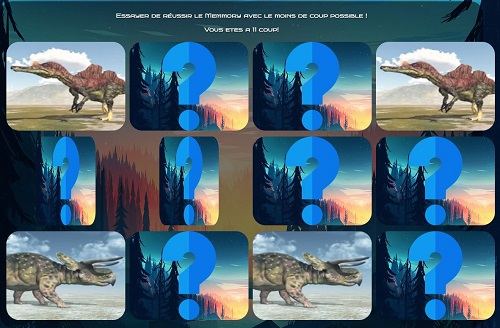 Essayer de réussir le Memmory avec le moins de coup possible !
Vous etes a 11 coup!